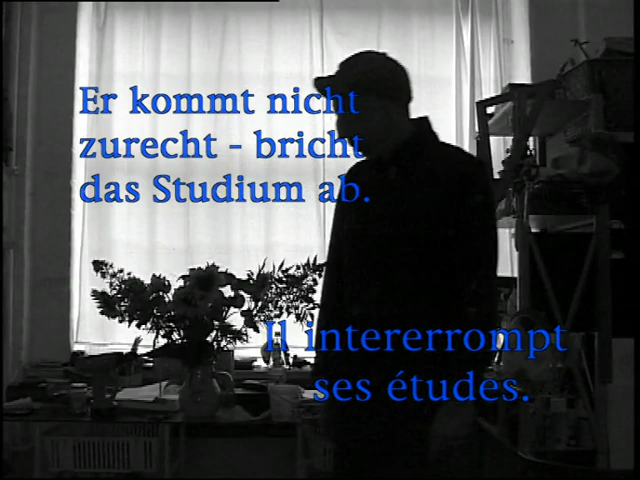 Er kommt nicht
zurecht - bricht
das Studium ab.
Il intererrompt
ses études.